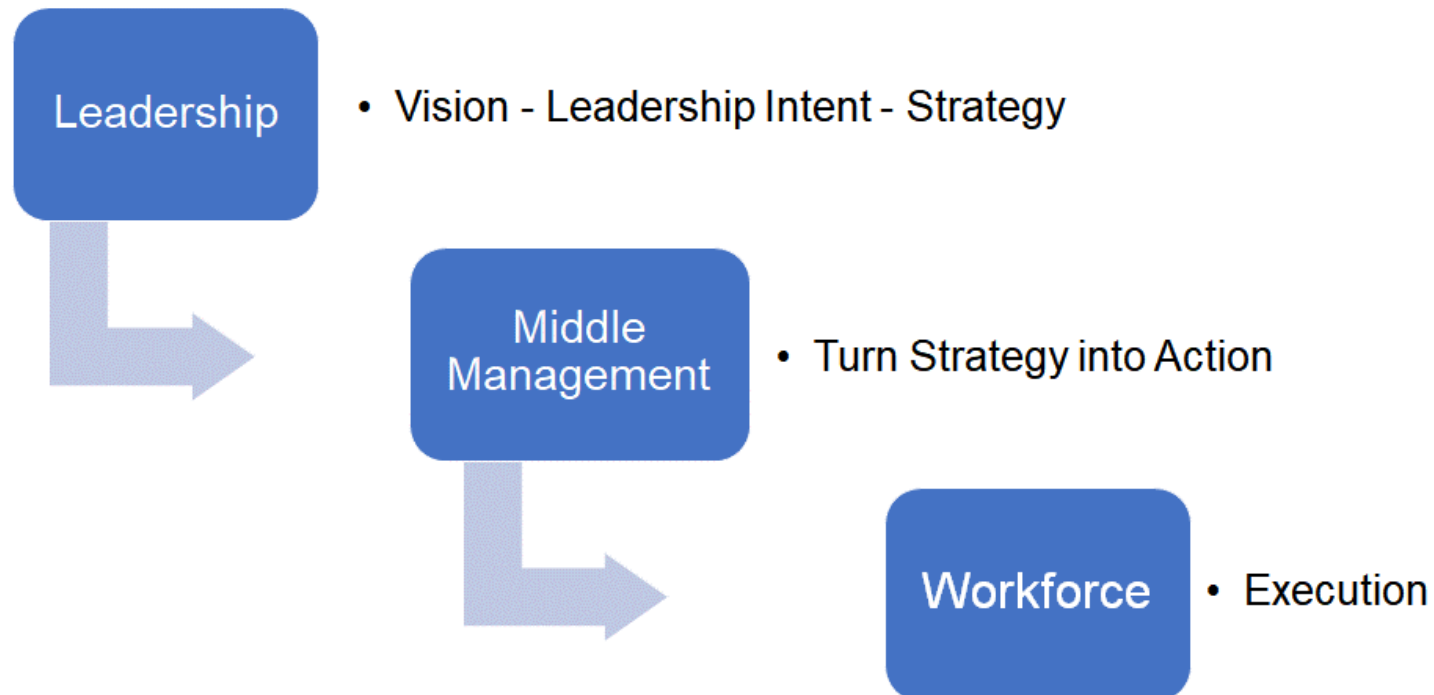 Leadership
• Vision - Leadership Intent - Strategy
Middle
Management
• Turn Strategy into Action
Workforce
• Execution